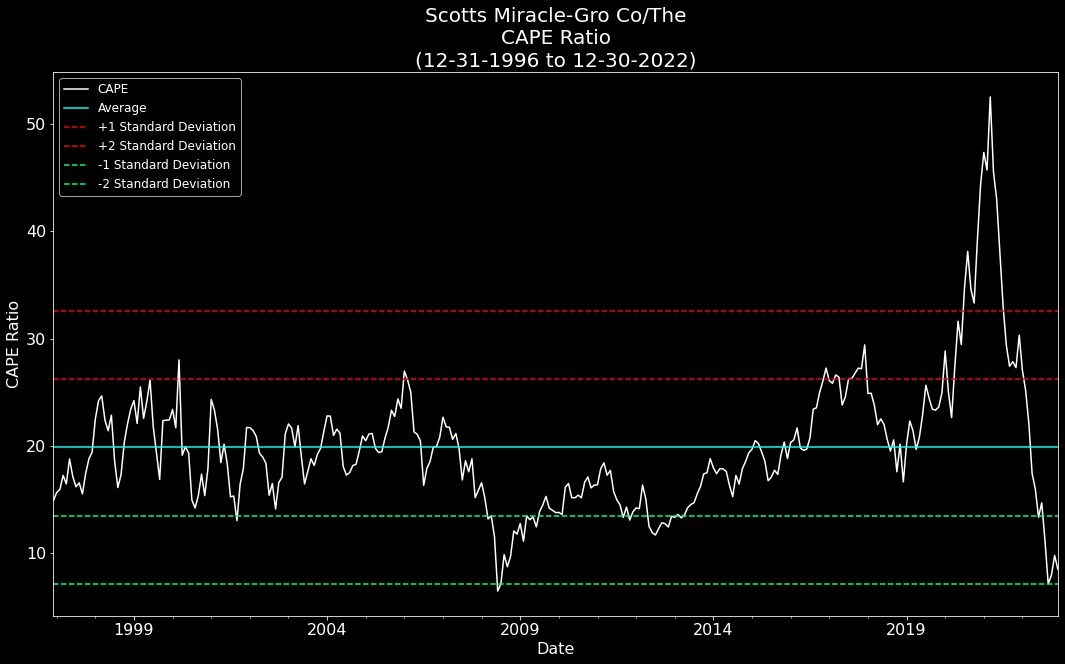 Scotts Miracle-Gro Co/The
CAPE Ratio
(12-31-1996 to 12-30-2022)
CAPE
Average
+1 Standard Deviation
+2 Standard Deviation
-1 Standard Deviation
-2 Standard Deviation
50
40
30
20
10
CAPE Ratio
1999 2004 2009 2014 2019
Date